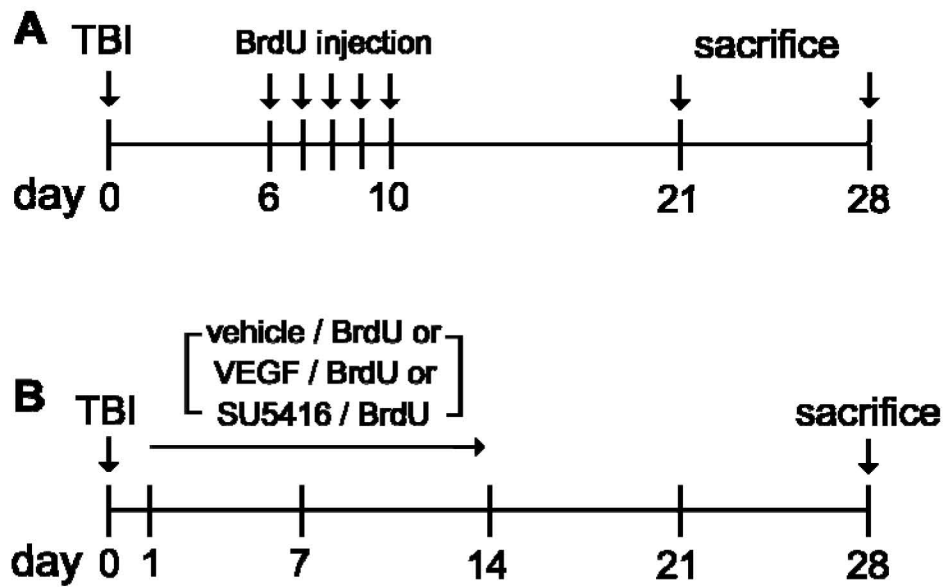 A TBI BrdU injection sacrifice
day 0 6 10 21 28
vehicle / BrdU or
VEGF / BrdU or
B TBI SU5416 / BrdU sacrifice
day 0 1 7 14 21 28